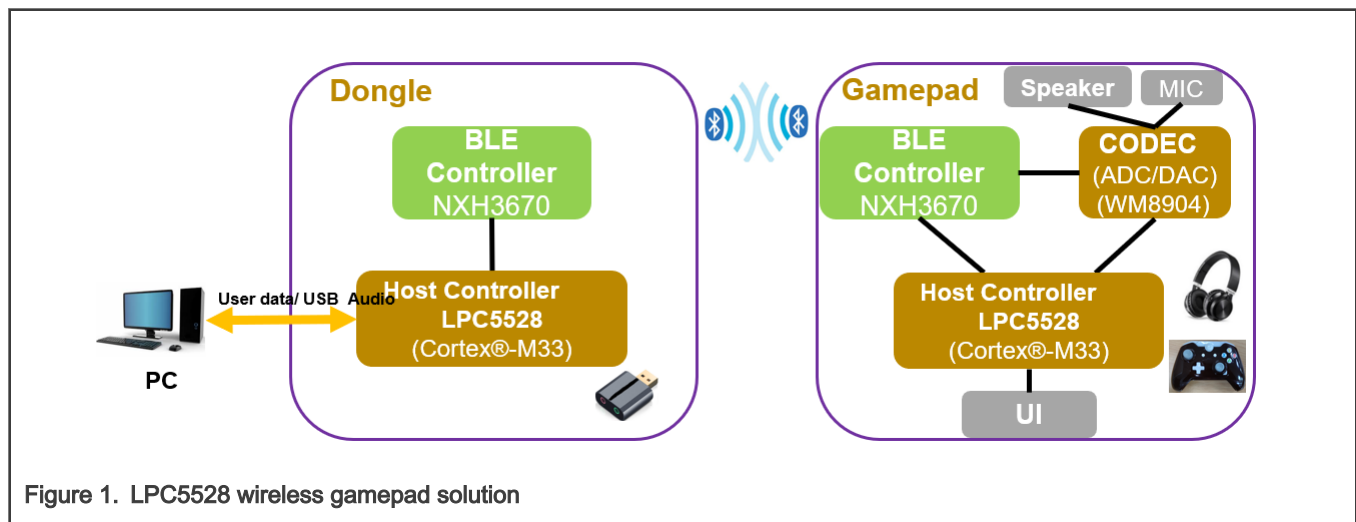 Dongle
BLE
Controller
NXH3670
User data/ USB Audio
Host Controller
LPC5528
(Cortex®-M33)
PC
Gamepad
Speaker
MIC
BLE
Controller
NXH3670
CODEC
(ADC/DAC)
(WM8904)
Host Controller
LPC5528
(Cortex®-M33)
UI
Figure 1. LPC5528 wireless gamepad solution